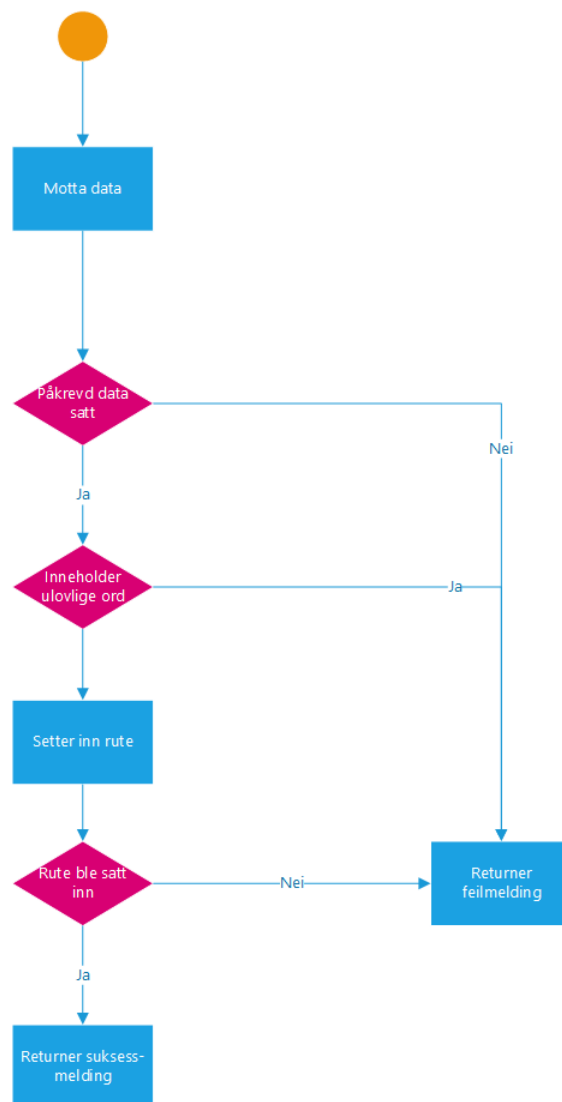 Motta data
Påkrevd data
satt
Nei
Ja
Inneholder
ulovlige ord
Ja
Setter inn rute
Rute ble satt
inn
Nei
Returner
feilmelding
Ja
Returner suksess-
melding